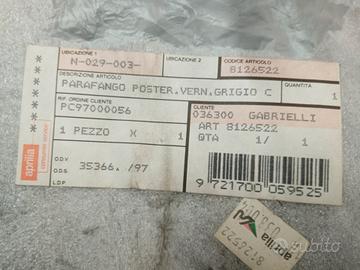 UBICAZIONE 1
UBICAZIONE 2
CODICE ARTICOLO
N-029-003-
8126522
DESCRIZIONE ARTICOLO
QUANTITA'
PARAFANGO POSTER.VERN.GRIGIO C
1
RIF. ORDINE CLIENTE
CLIENTE
PC97000056
036300 GABRIELLI
ART 8126522
1 PEZZO X 1
QTA 1/ 1
O.D.V.
35366. /97
L.D.P.
9 721700 059525
aprilia
aprilia
8126522
subito